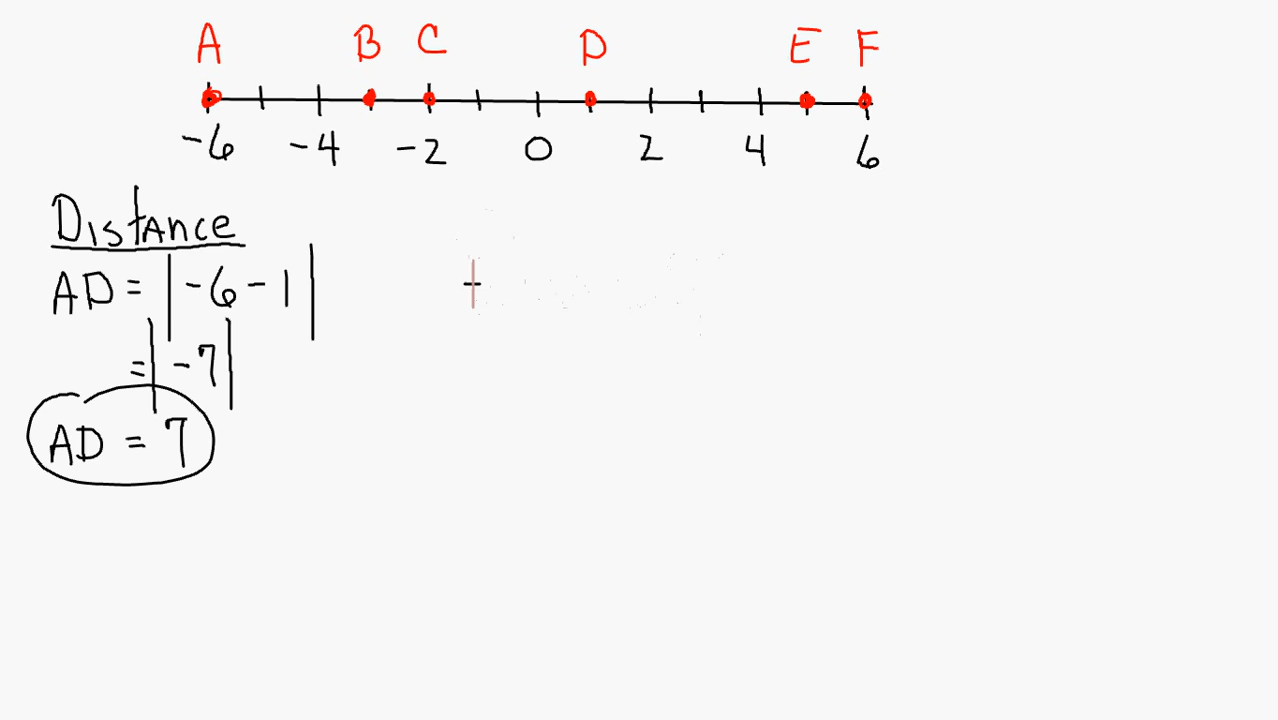 A B C D E F
-6 -4 -2 0 2 4 6
Distance
AD = |-6-1|
= |-7|
AD = 7